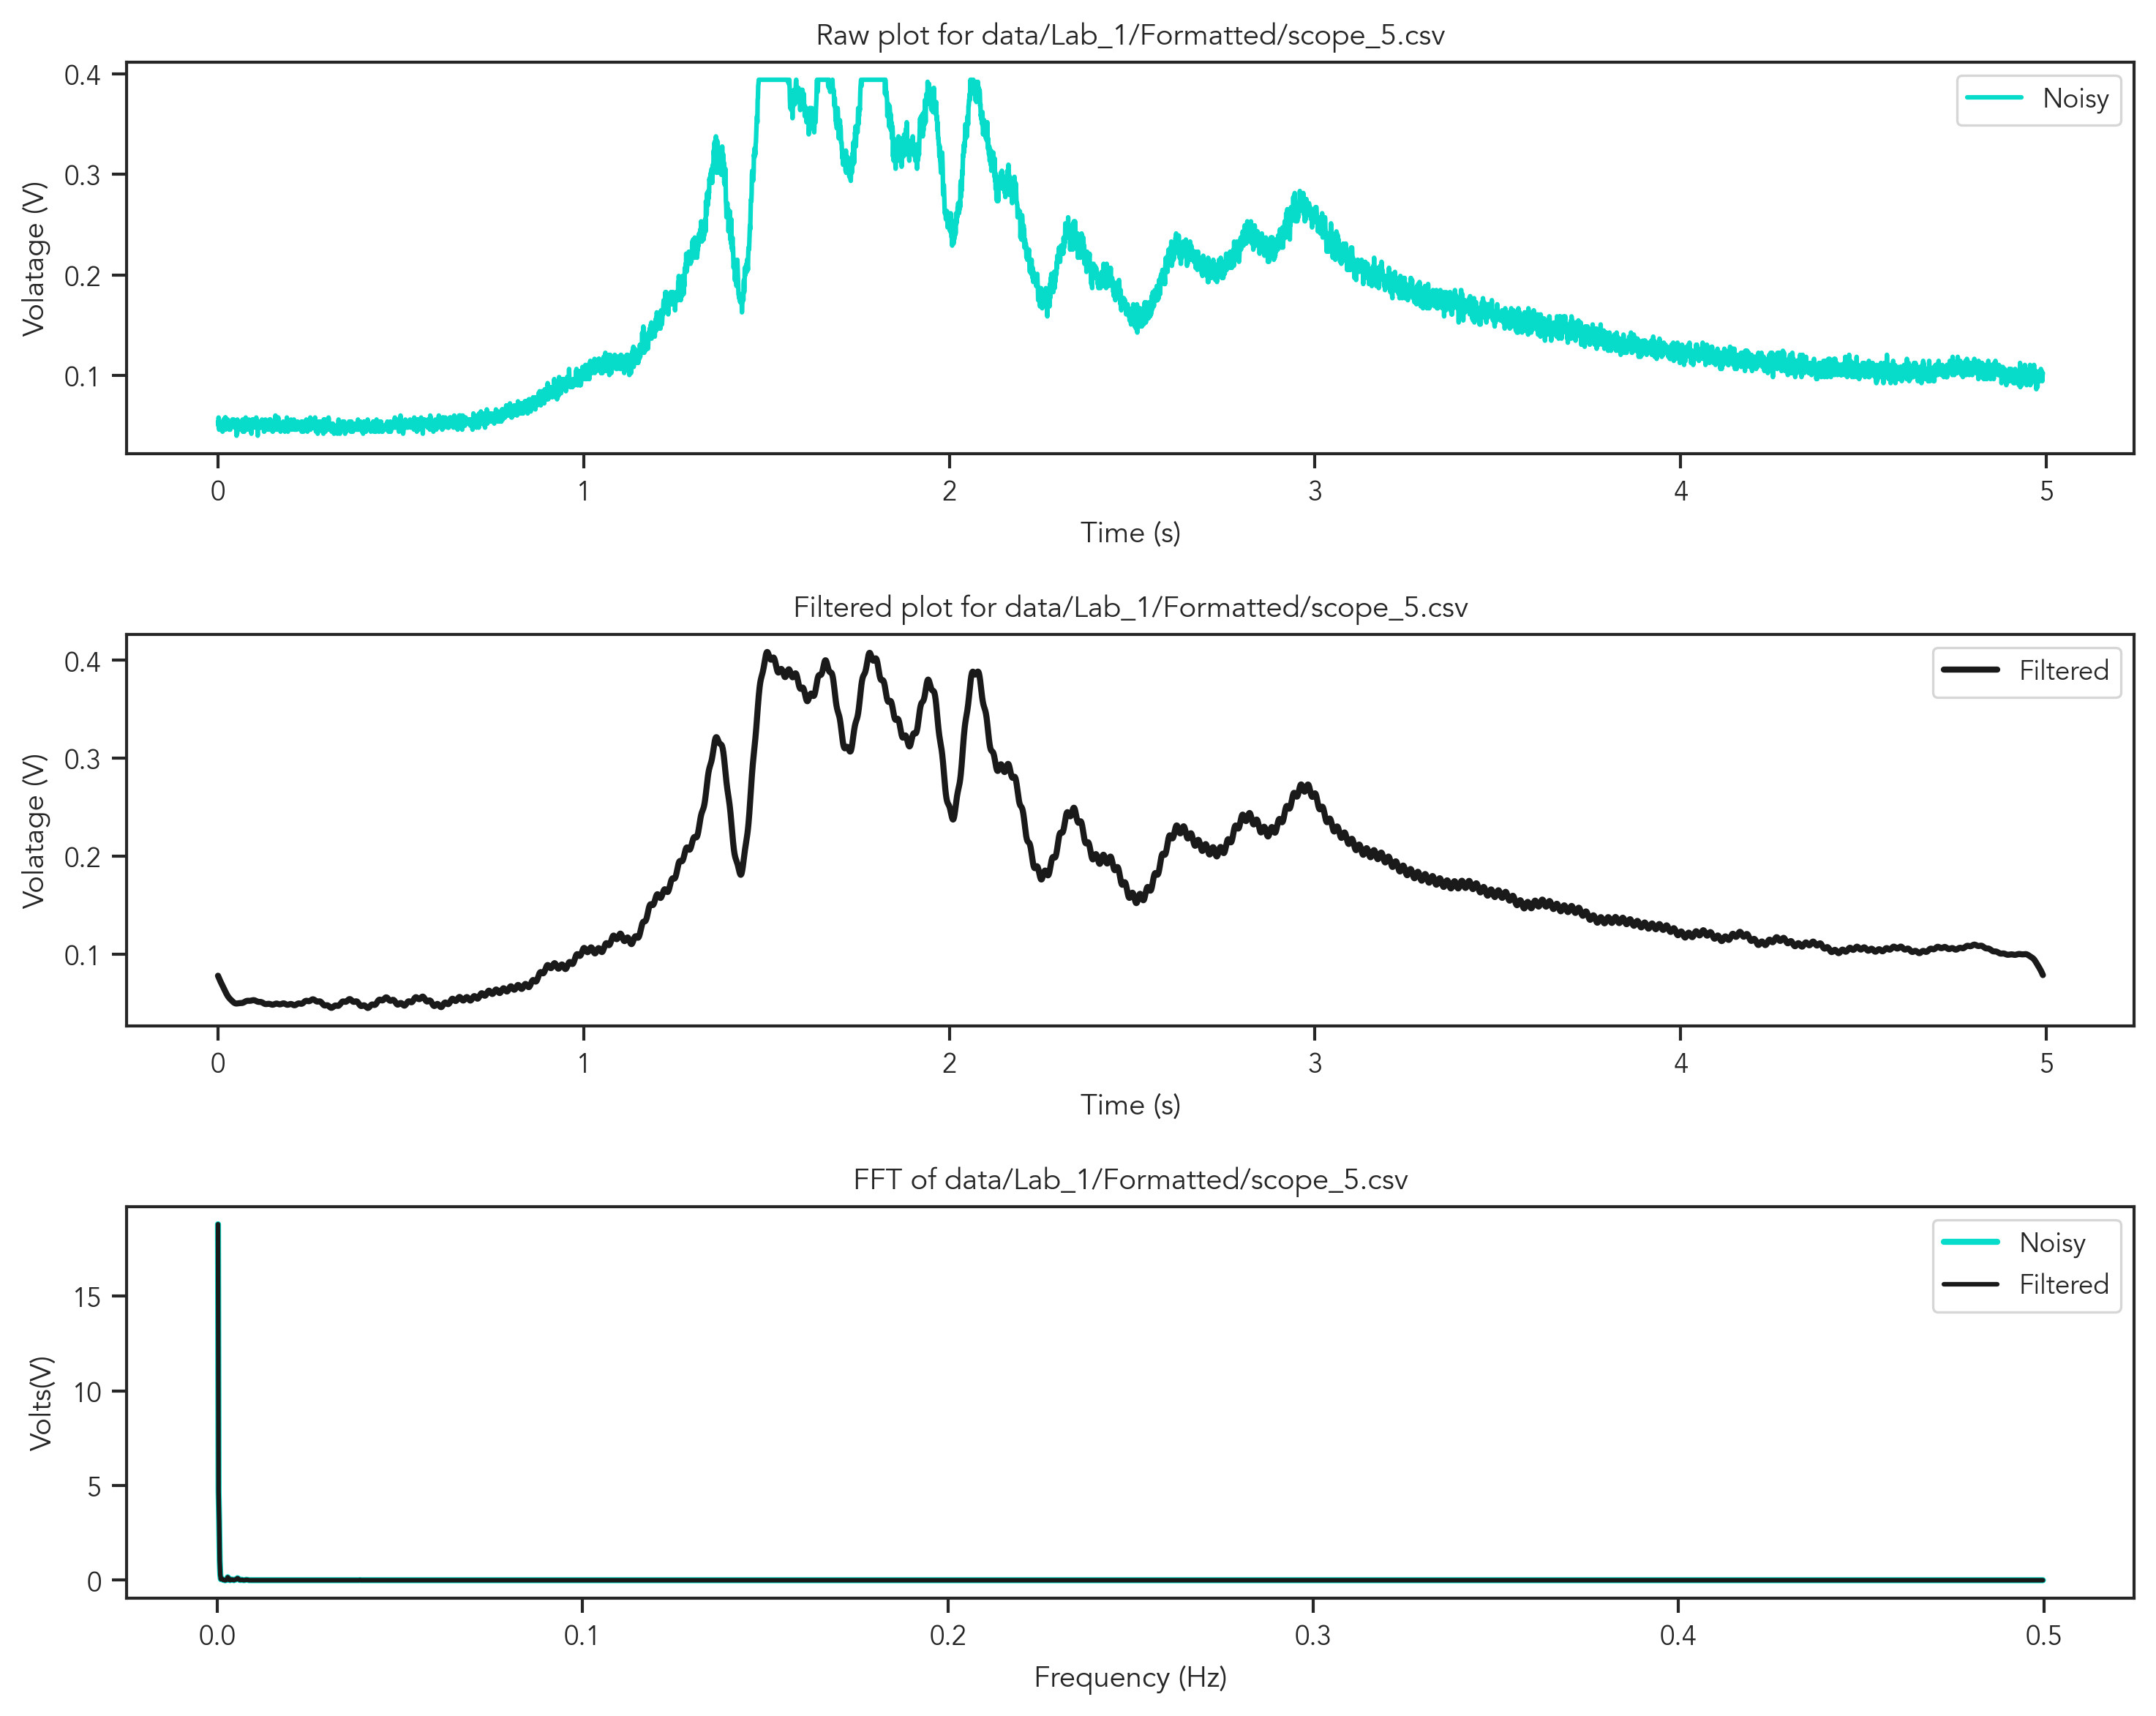 Raw plot for data/Lab_1/Formatted/scope_5.csv
0.4
0.3
0.2
0.1
Volatage (V)
Noisy
0 1 2 3 4 5
Time (s)
Filtered plot for data/Lab_1/Formatted/scope_5.csv
0.4
0.3
0.2
0.1
Volatage (V)
Filtered
0 1 2 3 4 5
Time (s)
FFT of data/Lab_1/Formatted/scope_5.csv
15
10
5
0
Volts(V)
Noisy
Filtered
0.0 0.1 0.2 0.3 0.4 0.5
Frequency (Hz)